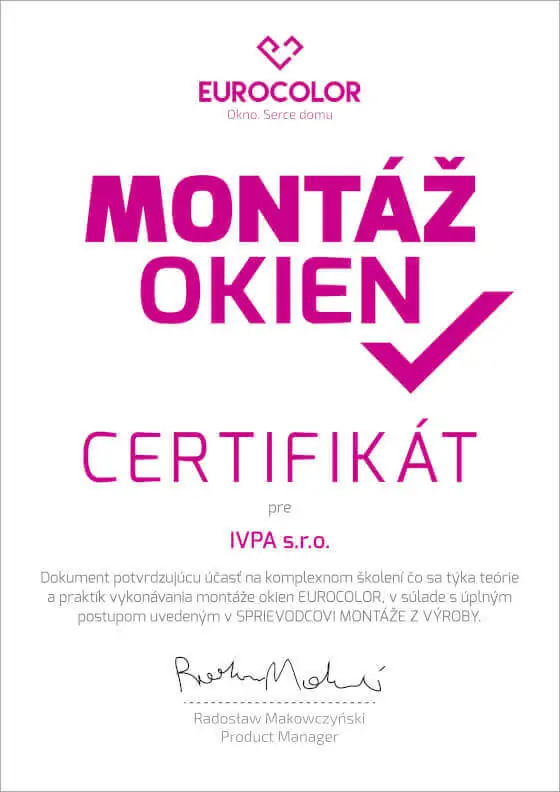 EUROCOLOR
Okno. Serce domu
MONTÁŽ
OKIEN
CERTIFIKÁT
pre
IVPA s.r.o.
Dokument potvrdzujúcu účasť na komplexnom školení čo sa týka teórie
a praktík vykonávania montáže okien EUROCOLOR, v súlade s úplným
postupom uvedeným v SPRIEVODCOVI MONTÁŽE Z VÝROBY.
Radosław Makowczyński
Product Manager